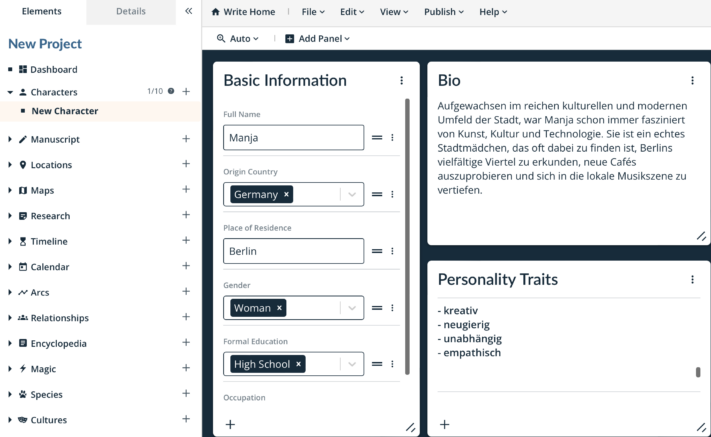 Elements
Details
New Project
Dashboard
Characters 1/10
New Character
Manuscript
Locations
Maps
Research
Timeline
Calendar
Arcs
Relationships
Encyclopedia
Magic
Species
Cultures
Write Home
File
Edit
View
Publish
Help
Auto
Add Panel
Basic Information
Full Name
Manja
Origin Country
Germany
Place of Residence
Berlin
Gender
Woman
Formal Education
High School
Occupation
Bio
Aufgewachsen im reichen kulturellen und modernen
Umfeld der Stadt, war Manja schon immer fasziniert
von Kunst, Kultur und Technologie. Sie ist ein echtes
Stadtmädchen, das oft dabei zu finden ist, Berlins
vielfältige Viertel zu erkunden, neue Cafés
auszuprobieren und sich in die lokale Musikszene zu
vertiefen.
Personality Traits
- kreativ
- neugierig
- unabhängig
- empathisch